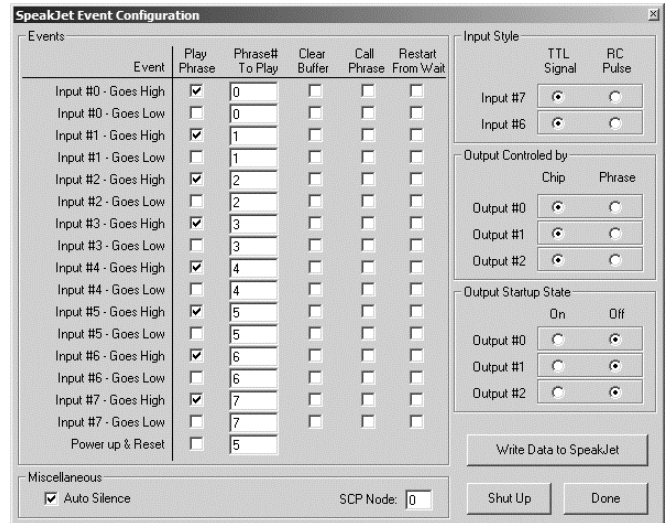 SpeakJet Event Configuration
Events
Event Play Phrase Phrase# To Play Clear Buffer Call Phrase Restart From Wait
Input #0 - Goes High 0
Input #0 - Goes Low 0
Input #1 - Goes High 1
Input #1 - Goes Low 1
Input #2 - Goes High 2
Input #2 - Goes Low 2
Input #3 - Goes High 3
Input #3 - Goes Low 3
Input #4 - Goes High 4
Input #4 - Goes Low 4
Input #5 - Goes High 5
Input #5 - Goes Low 5
Input #6 - Goes High 6
Input #6 - Goes Low 6
Input #7 - Goes High 7
Input #7 - Goes Low 7
Power up & Reset 5
Miscellaneous
Auto Silence SCP Node: 0
Input Style
TTL Signal RC Pulse
Input #7
Input #6
Output Controled by
Chip Phrase
Output #0
Output #1
Output #2
Output Startup State
On Off
Output #0
Output #1
Output #2
Write Data to SpeakJet
Shut Up Done